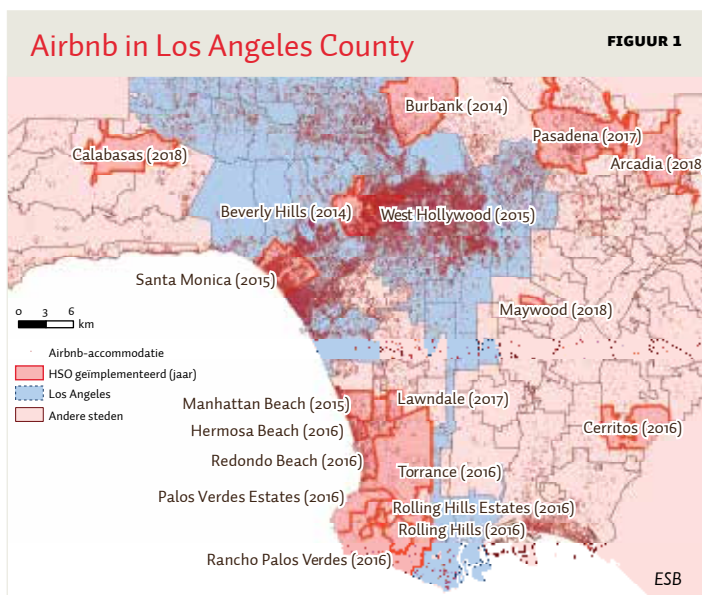 Airbnb in Los Angeles County
FIGUUR 1
Burbank (2014)
Pasadena (2017)
Calabasas (2018)
Arcadia (2018
Beverly Hills (2014)
West Hollywood (2015)
Santa Monica (2015)
0 3 6
km
Maywood (2018)
Airbnb-accommodatie
HSO geïmplementeerd (jaar)
Los Angeles
Andere steden
Manhattan Beach (2015)
Lawndale (2017)
Hermosa Beach (2016)
Cerritos (2016)
Redondo Beach (2016)
Torrance (2016)
Palos Verdes Estates (2016)
Rolling Hills Estates (2016)
Rolling Hills (2016)
Rancho Palos Verdes (2016)
ESB